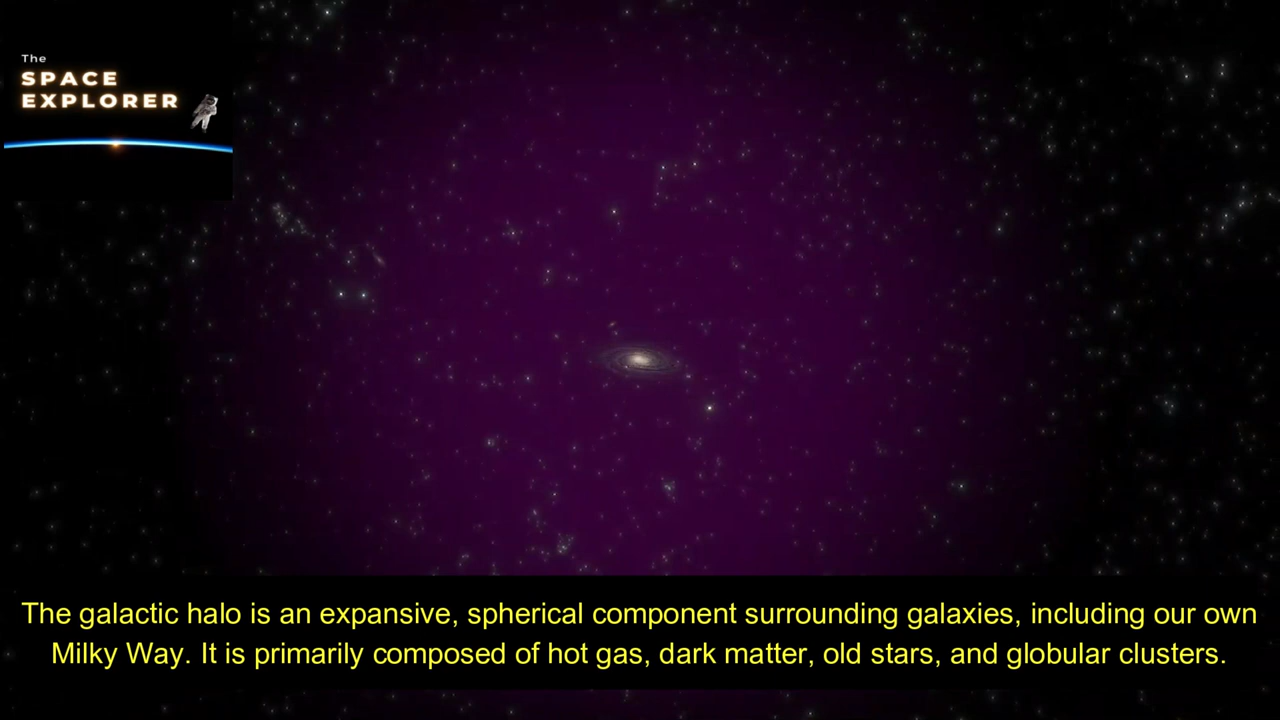 The
SPACE
EXPLORER
The galactic halo is an expansive, spherical component surrounding galaxies, including our own
Milky Way. It is primarily composed of hot gas, dark matter, old stars, and globular clusters.